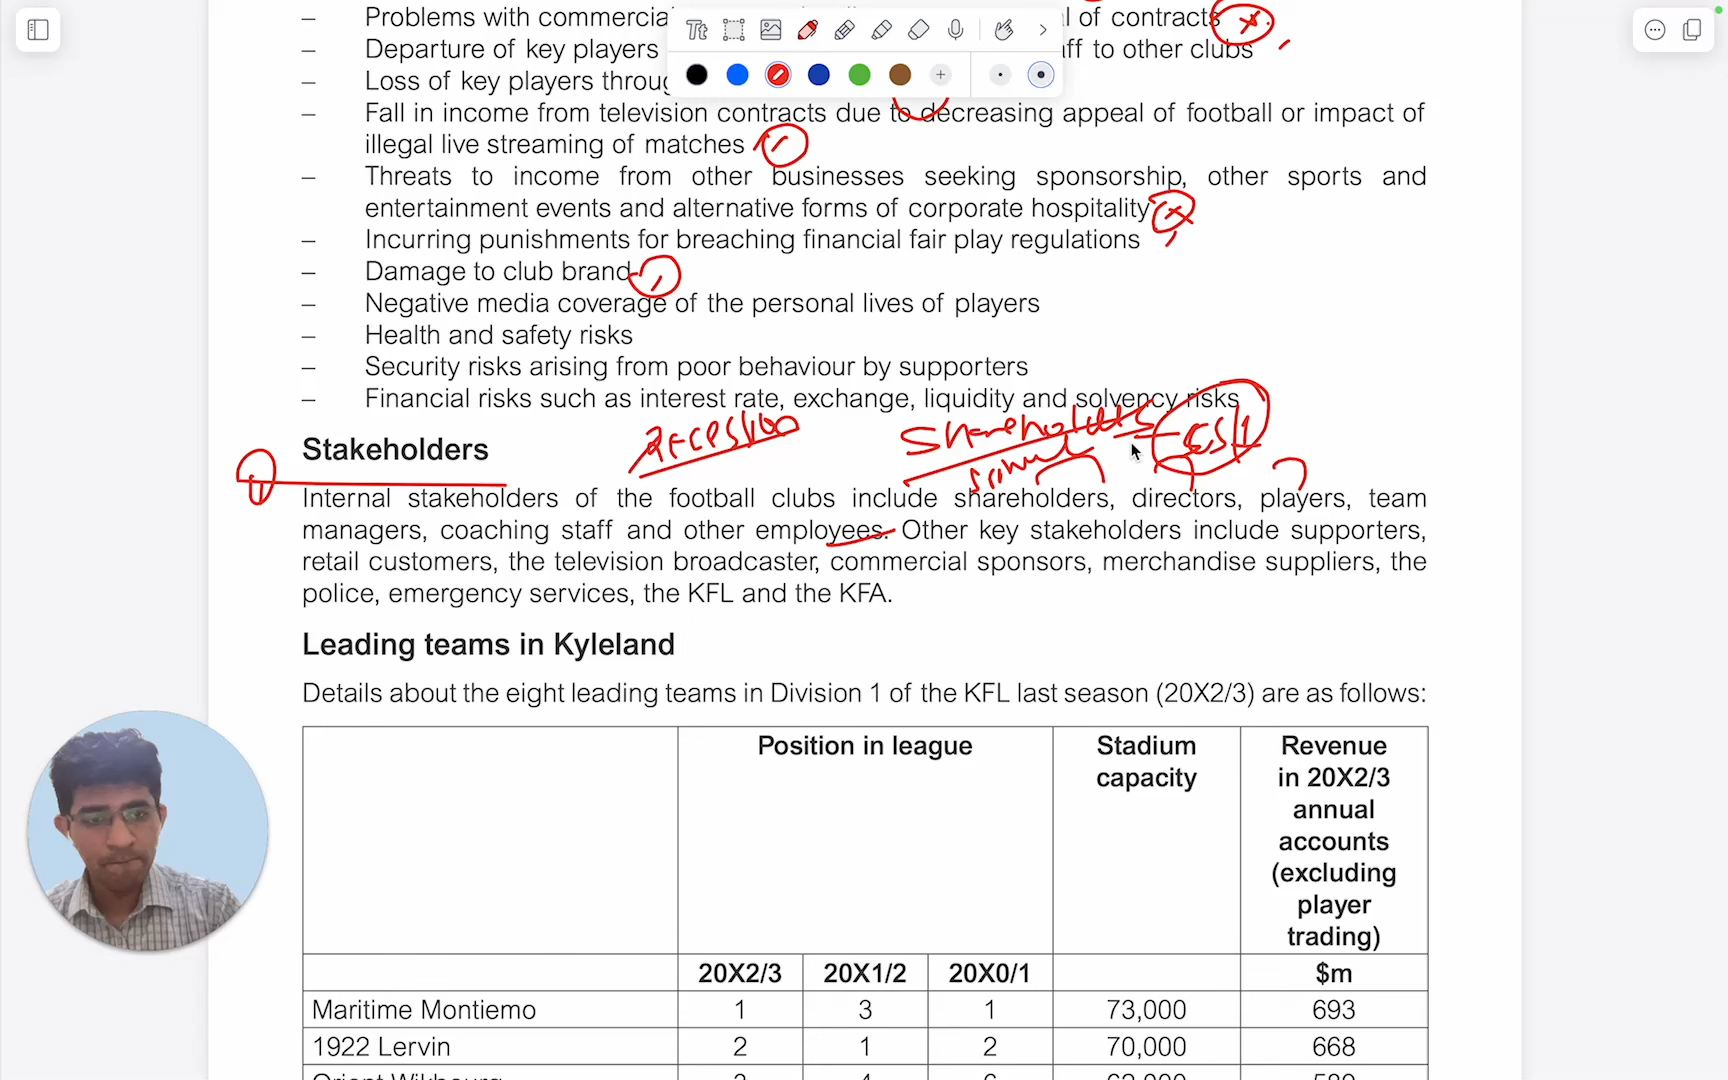 – Problems with commercia l of contracts
– Departure of key players ff to other clubs
– Loss of key players throug
– Fall in income from television contracts due to decreasing appeal of football or impact of
illegal live streaming of matches
– Threats to income from other businesses seeking sponsorship, other sports and
entertainment events and alternative forms of corporate hospitality
– Incurring punishments for breaching financial fair play regulations
– Damage to club brand
– Negative media coverage of the personal lives of players
– Health and safety risks
– Security risks arising from poor behaviour by supporters
– Financial risks such as interest rate, exchange, liquidity and solvency risks
Stakeholders
recession
Shareholders
Internal stakeholders of the football clubs include shareholders, directors, players, team
managers, coaching staff and other employees. Other key stakeholders include supporters,
retail customers, the television broadcaster, commercial sponsors, merchandise suppliers, the
police, emergency services, the KFL and the KFA.
Leading teams in Kyleland
Details about the eight leading teams in Division 1 of the KFL last season (20X2/3) are as follows:
Position in league Stadium capacity Revenue in 20X2/3 annual accounts (excluding player trading)
20X2/3 20X1/2 20X0/1 $m
Maritime Montiemo 1 3 1 73,000 693
1922 Lervin 2 1 2 70,000 668
Tt